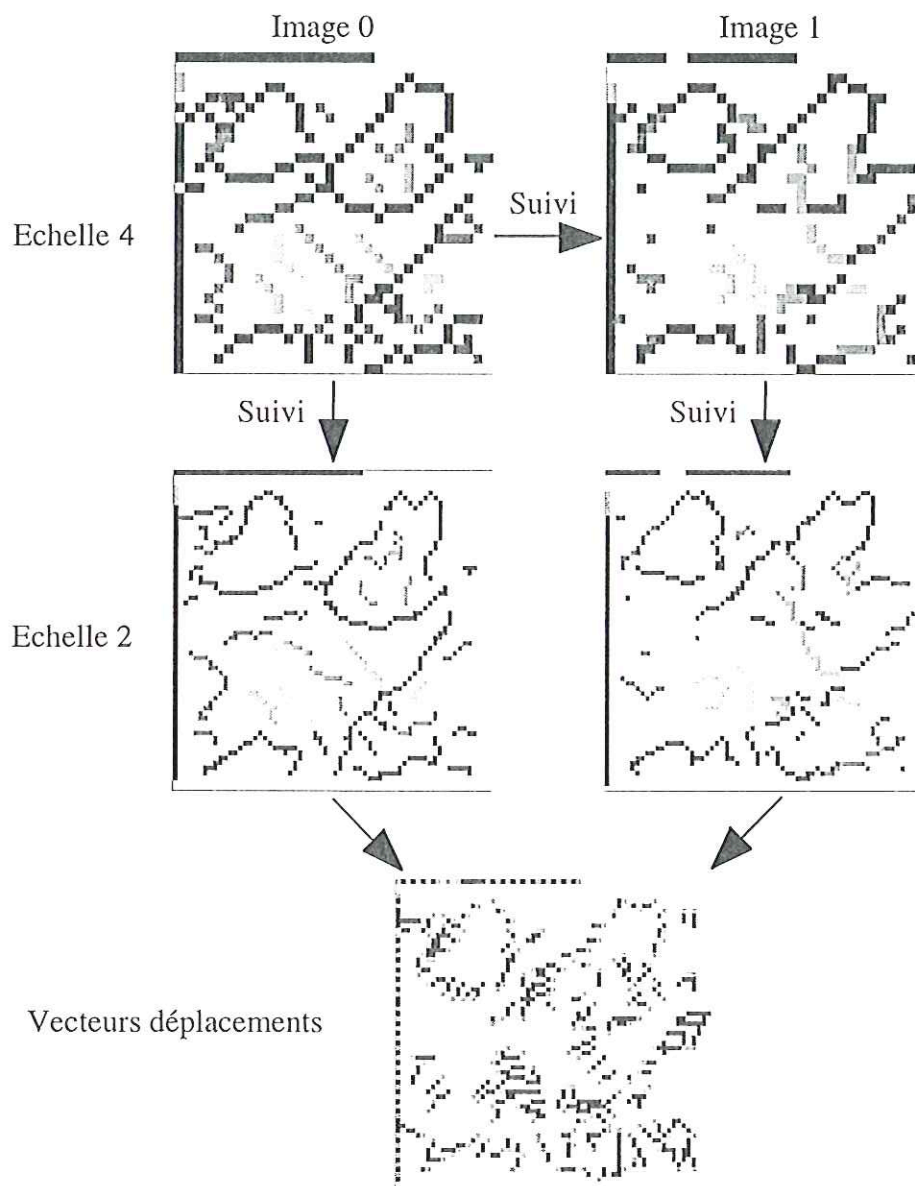 Image 0
Image 1
Echelle 4
Suivi
Suivi
Suivi
Echelle 2
Vecteurs déplacements